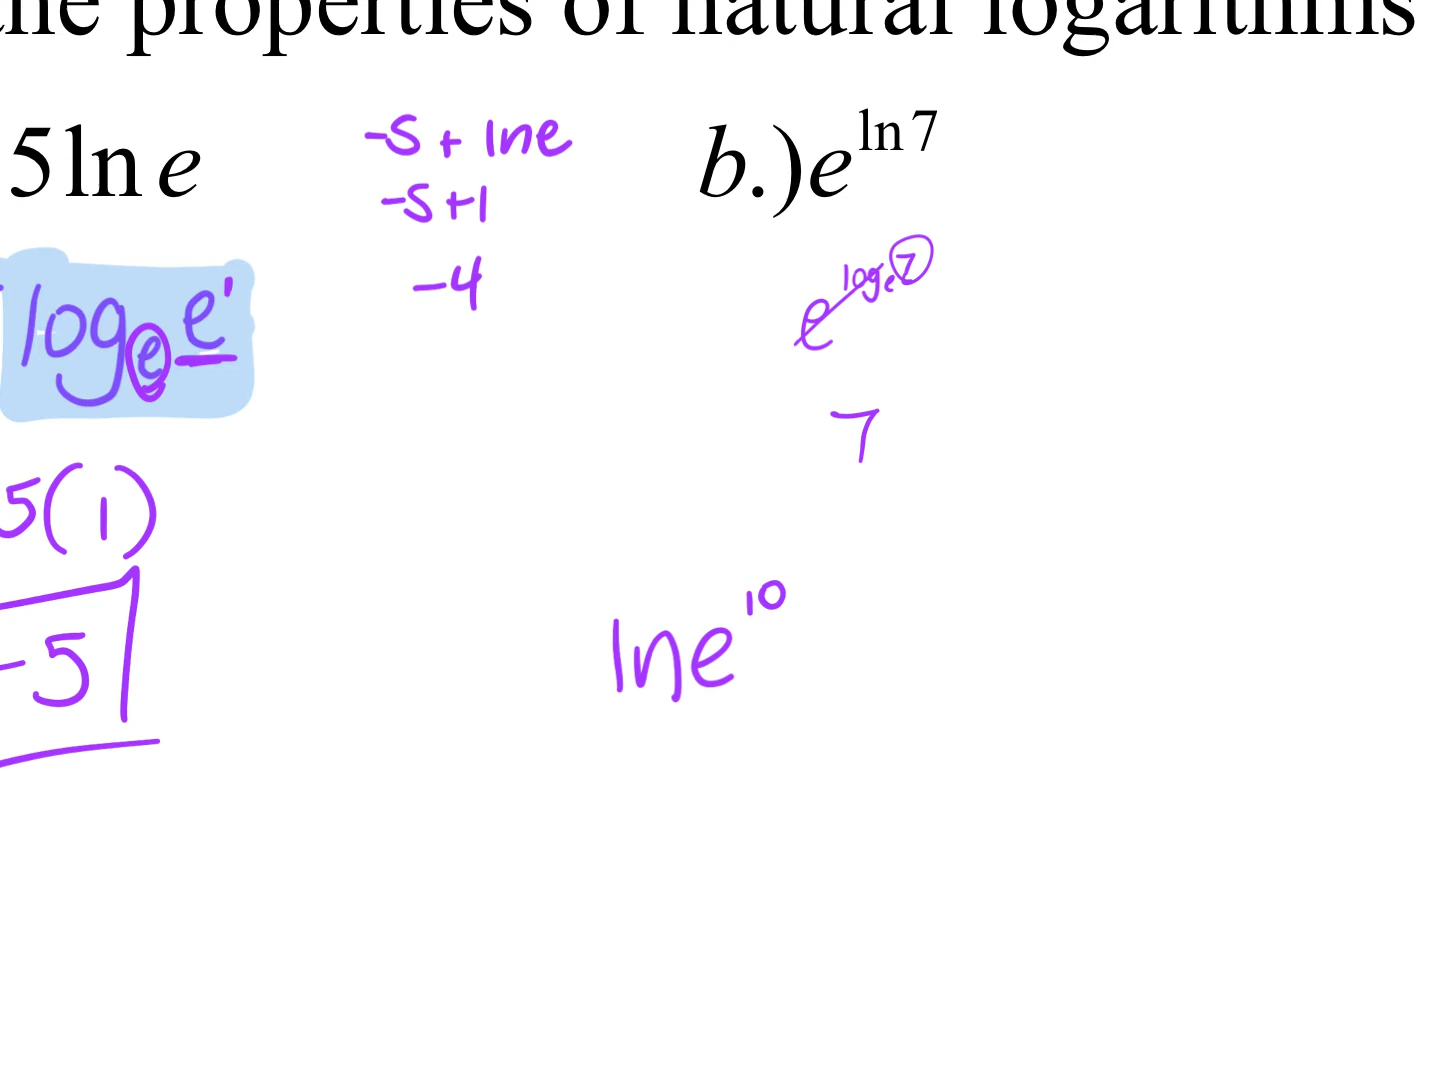 properties of natural logarithms
5 ln e
-5 + lne
-5+1
-4
log_e e^1
5(1)
-5
b.) e^{ln 7}
e^{log_e 7}
7
lne^{10}